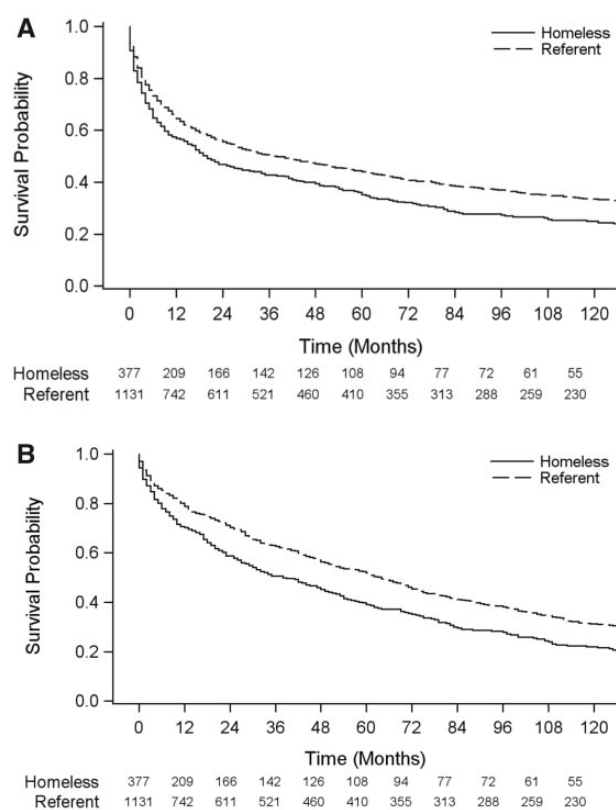 A
Homeless
Referent
Survival Probability
1.0
0.8
0.6
0.4
0.2
0.0
0 12 24 36 48 60 72 84 96 108 120
Time (Months)
Homeless 377 209 166 142 126 108 94 77 72 61 55
Referent 1131 742 611 521 460 410 355 313 288 259 230
B
Homeless
Referent
Survival Probability
1.0
0.8
0.6
0.4
0.2
0.0
0 12 24 36 48 60 72 84 96 108 120
Time (Months)
Homeless 377 209 166 142 126 108 94 77 72 61 55
Referent 1131 742 611 521 460 410 355 313 288 259 230